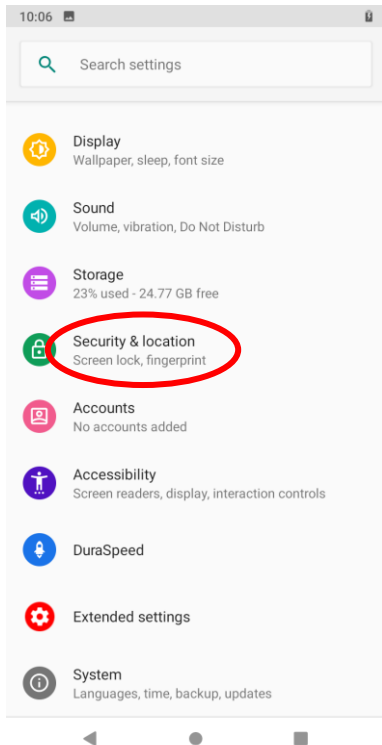 10:06
Search settings
Display
Wallpaper, sleep, font size
Sound
Volume, vibration, Do Not Disturb
Storage
23% used - 24.77 GB free
Security & location
Screen lock, fingerprint
Accounts
No accounts added
Accessibility
Screen readers, display, interaction controls
DuraSpeed
Extended settings
System
Languages, time, backup, updates